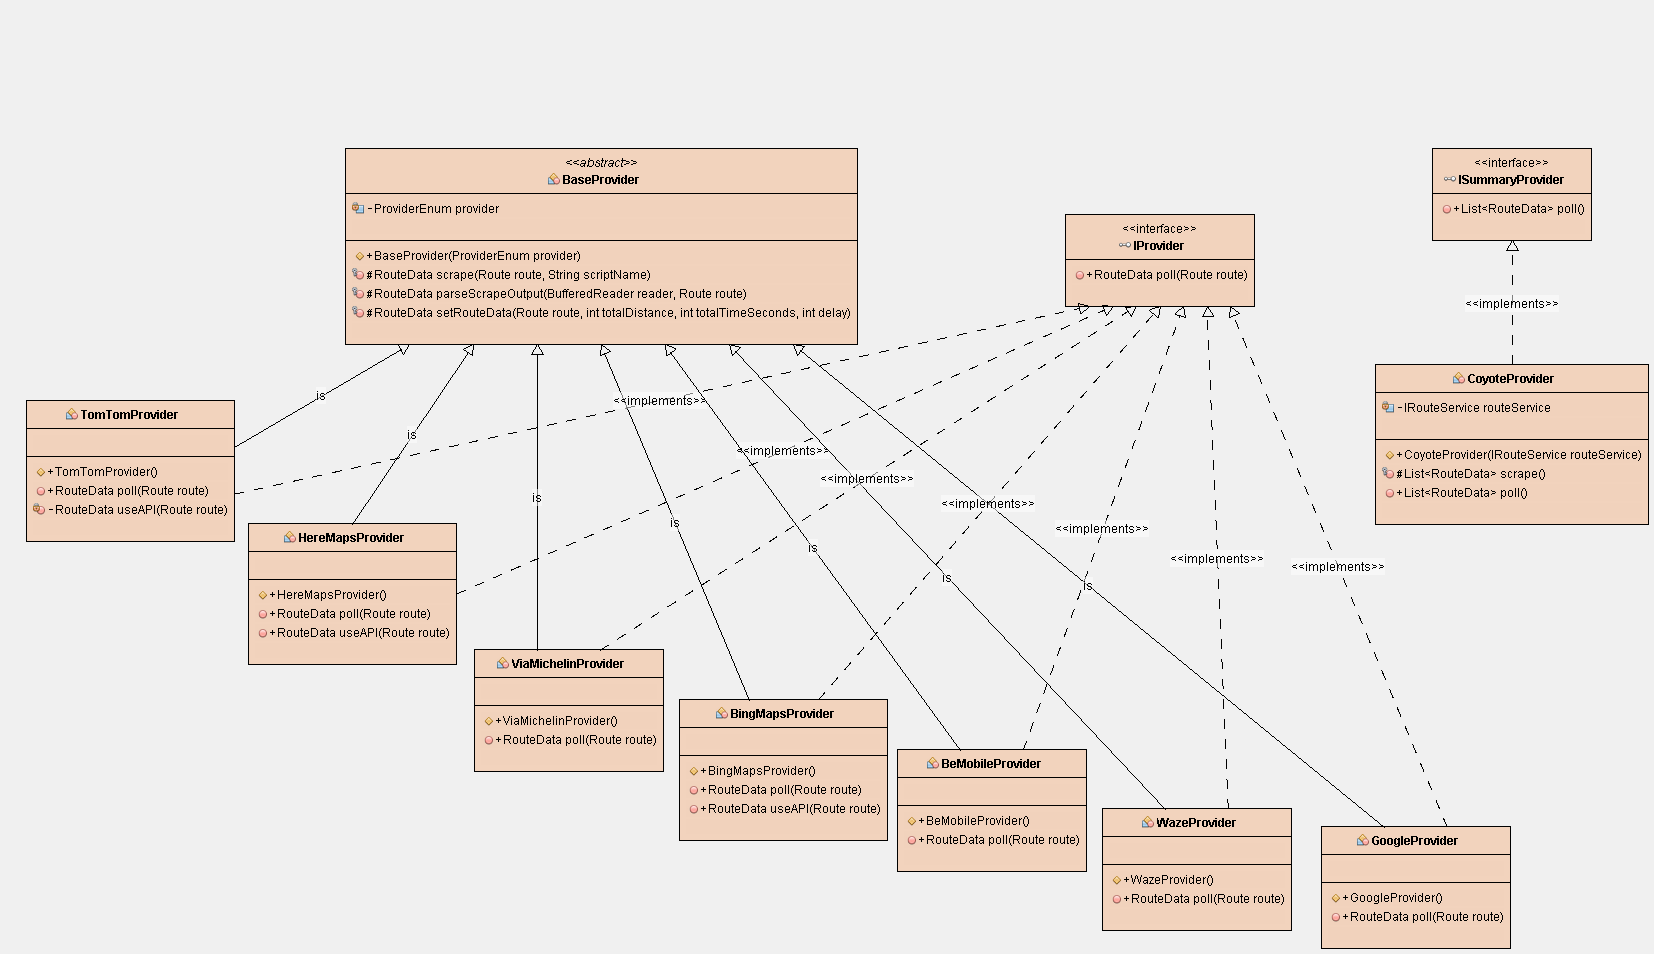 <<abstract>>
BaseProvider
-ProviderEnum provider
+BaseProvider(ProviderEnum provider)
#RouteData scrape(Route route, String scriptName)
#RouteData parseScrapeOutput(BufferedReader reader, Route route)
#RouteData setRouteData(Route route, int totalDistance, int totalTimeSeconds, int delay)
<<interface>>
IProvider
+RouteData poll(Route route)
<<interface>>
ISummaryProvider
+List<RouteData> poll()
<<implements>>
CoyoteProvider
-IRouteService routeService
+CoyoteProvider(IRouteService routeService)
#List<RouteData> scrape()
+List<RouteData> poll()
is
<<implements>>
is
<<implements>>
is
<<implements>>
is
<<implements>>
is
<<implements>>
is
<<implements>>
is
<<implements>>
TomTomProvider
+TomTomProvider()
+RouteData poll(Route route)
-RouteData useAPI(Route route)
HereMapsProvider
+HereMapsProvider()
+RouteData poll(Route route)
+RouteData useAPI(Route route)
ViaMichelinProvider
+ViaMichelinProvider()
+RouteData poll(Route route)
BingMapsProvider
+BingMapsProvider()
+RouteData poll(Route route)
+RouteData useAPI(Route route)
BeMobileProvider
+BeMobileProvider()
+RouteData poll(Route route)
WazeProvider
+WazeProvider()
+RouteData poll(Route route)
GoogleProvider
+GoogleProvider()
+RouteData poll(Route route)